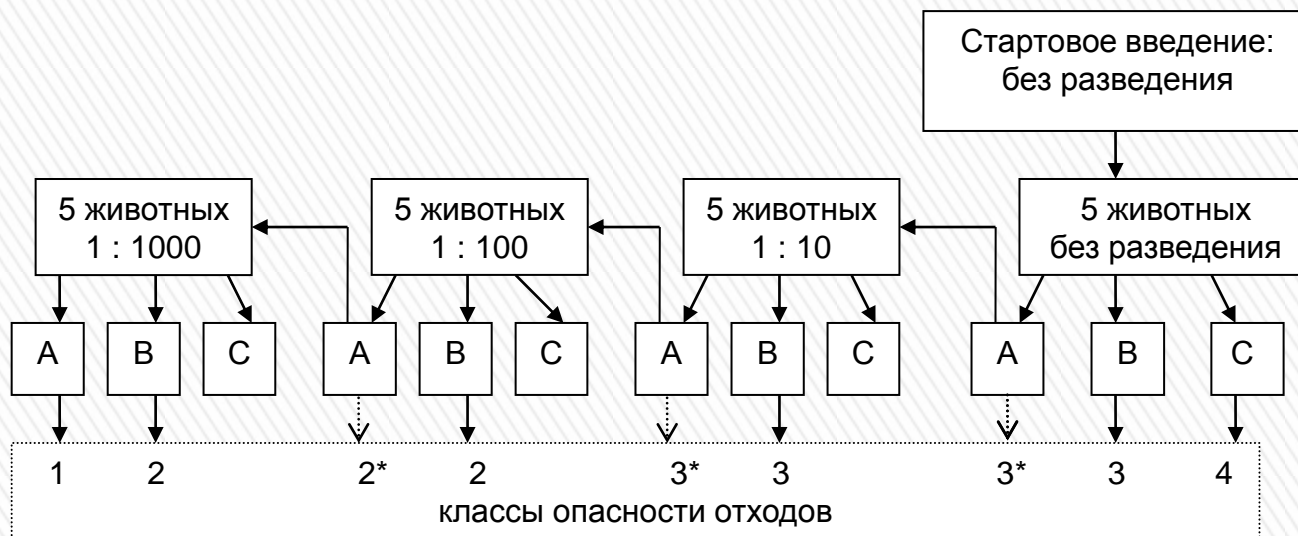 Стартовое введение:
без разведения
5 животных
1 : 1000
5 животных
1 : 100
5 животных
1 : 10
5 животных
без разведения
A B C A B C A B C A B C
1 2 2* 2 3* 3 3* 3 4
классы опасности отходов